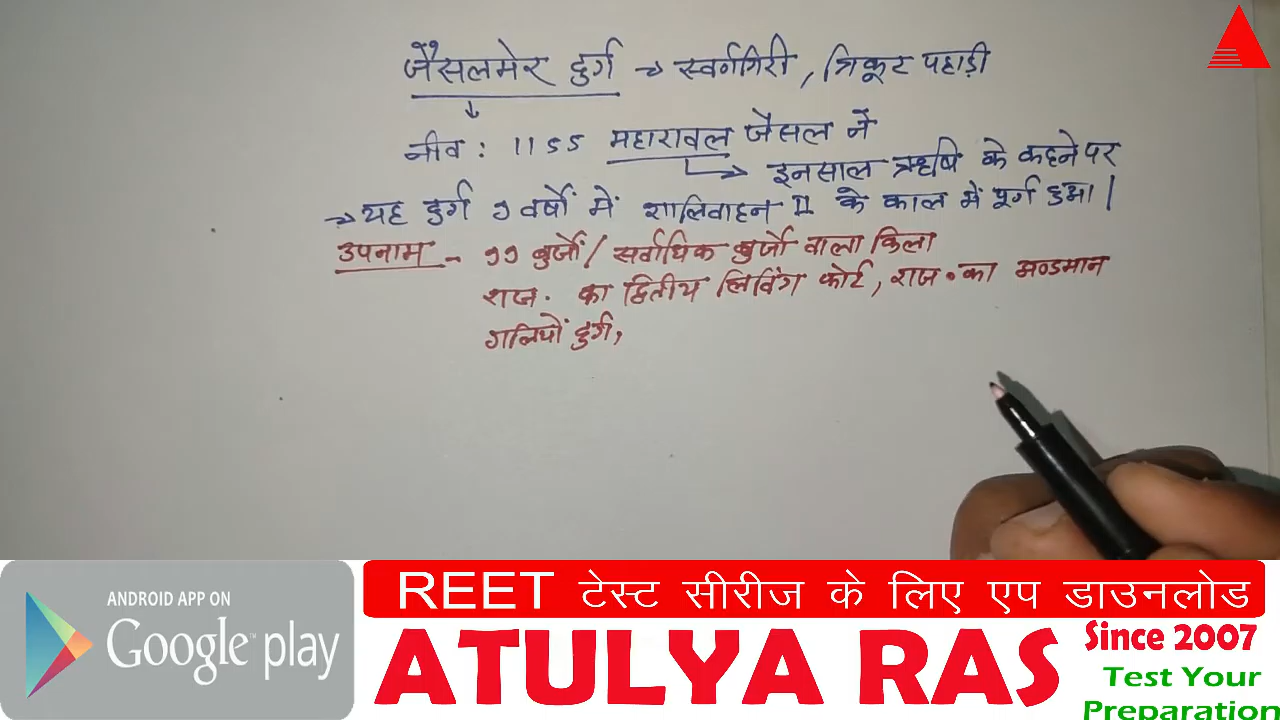 जैसलमेर दुर्ग → स्वर्णगिरी, त्रिकूट पहाड़ी
नींव : 1155 महारावल जैसल ने
→ इनसाल ऋषि के कहने पर
→ यह दुर्ग 7 वर्षों में शालिवाहन II के काल में पूर्ण हुआ।
उपनाम - 99 बुर्जों / सर्वाधिक बुर्जों वाला किला
राज. का द्वितीय लिविंग फोर्ट, राज. का अण्डमान
गलियों दुर्ग,
ANDROID APP ON
Google play
REET टेस्ट सीरीज के लिए एप डाउनलोड
ATULYA RAS
Since 2007
Test Your
Preparation